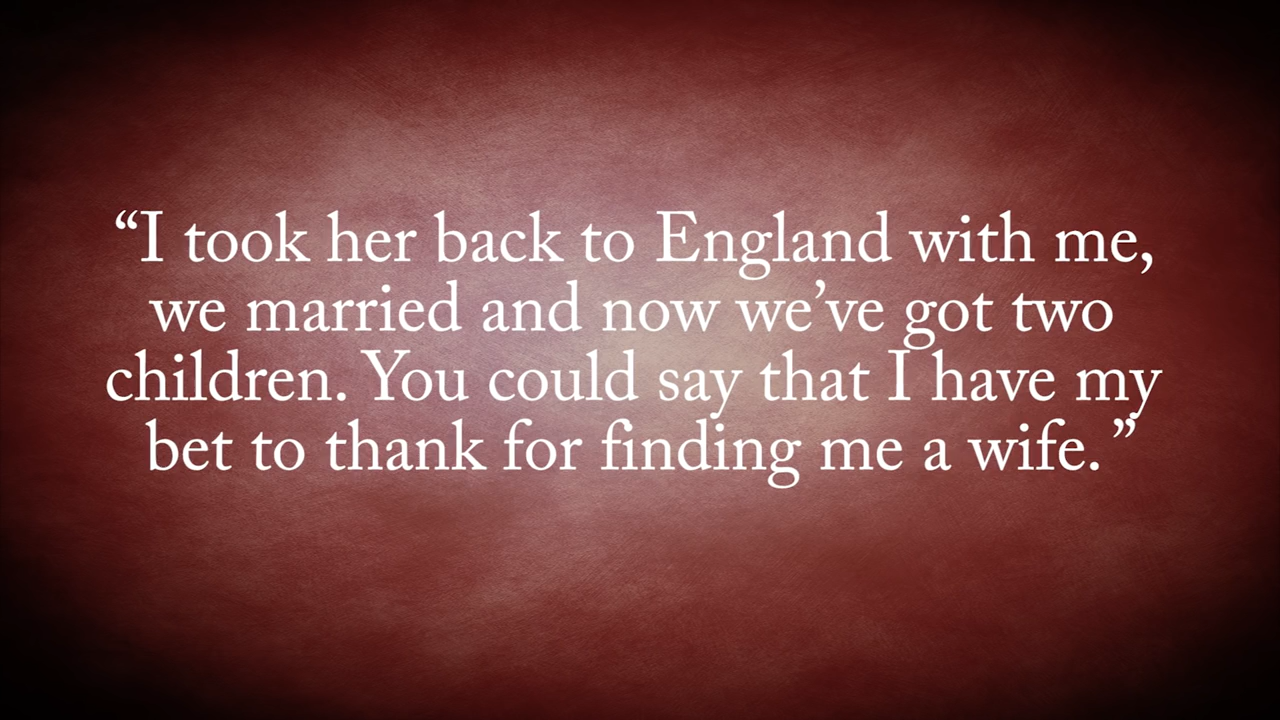 “I took her back to England with me,
we married and now we’ve got two
children. You could say that I have my
bet to thank for finding me a wife.”